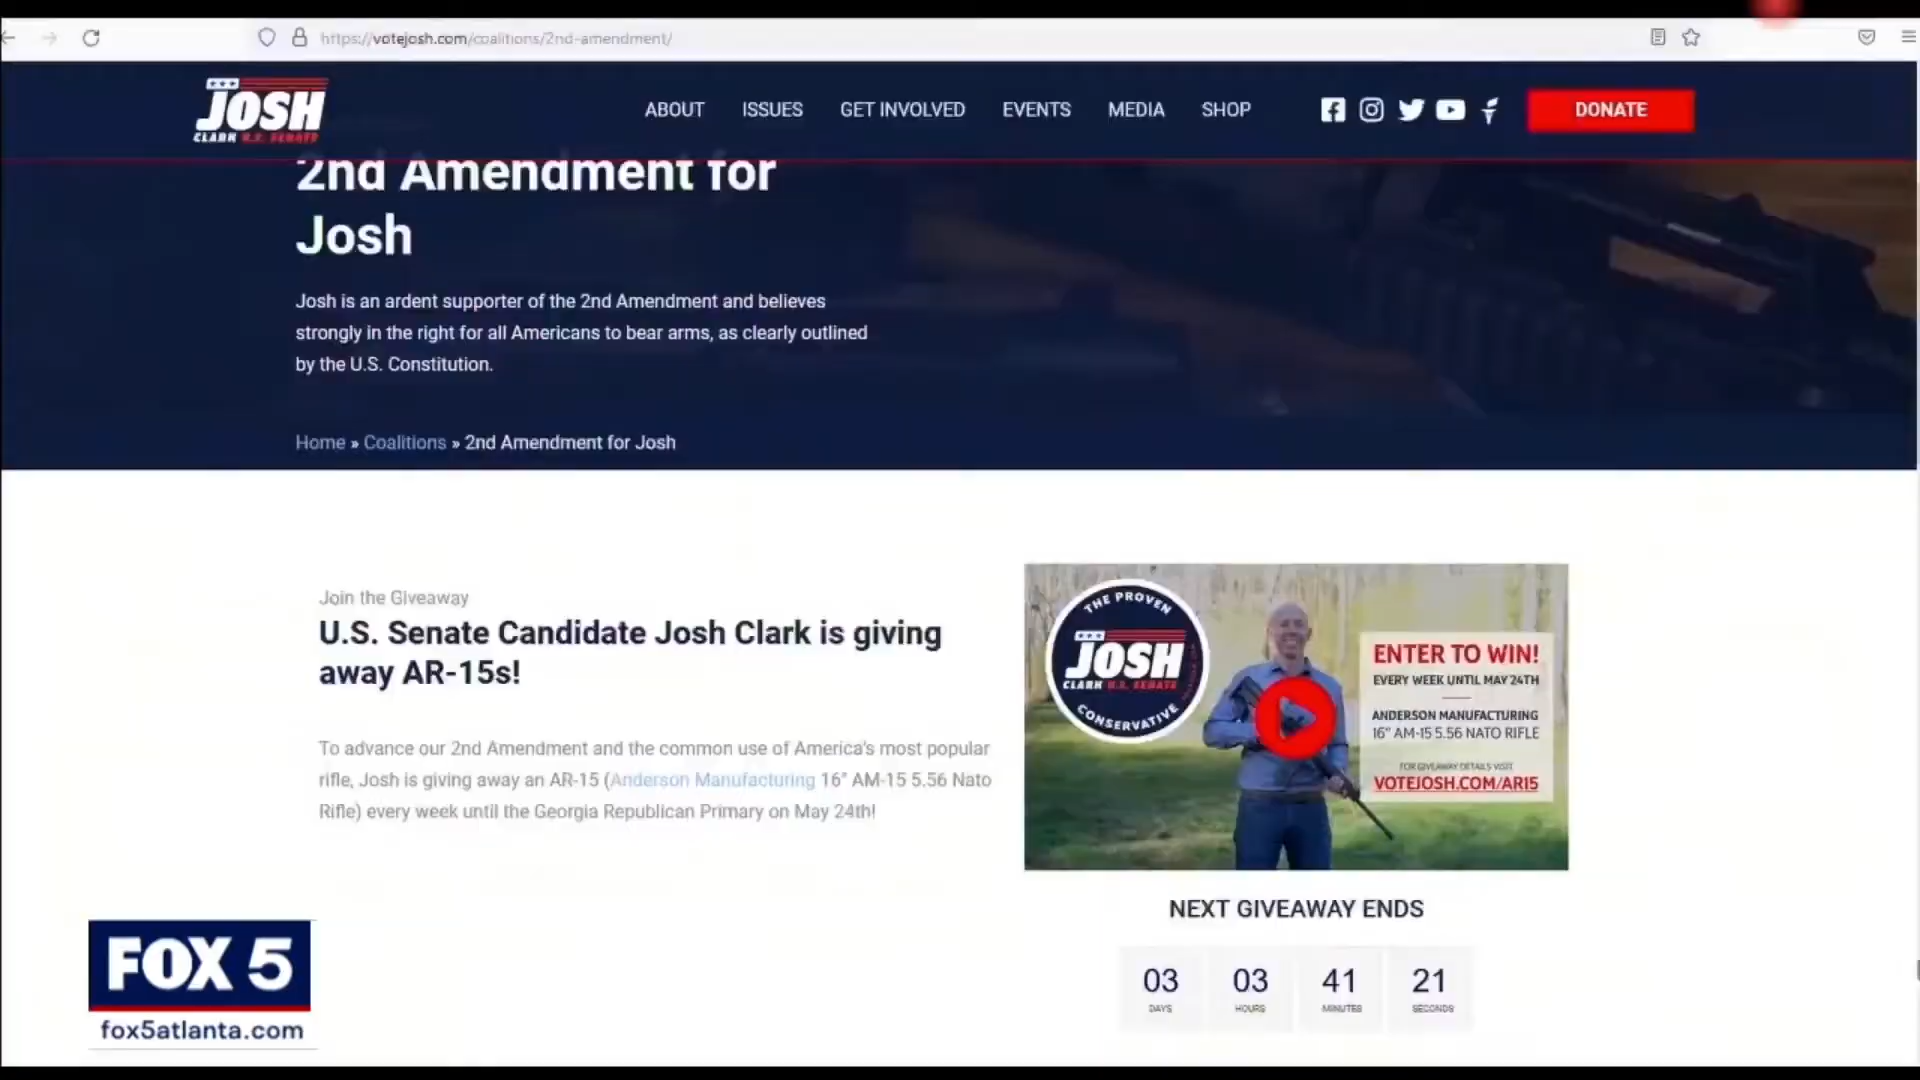 https://votejosh.com/coalitions/2nd-amendment/
JOSH
CLARK U.S. SENATE
ABOUT
ISSUES
GET INVOLVED
EVENTS
MEDIA
SHOP
DONATE
2nd Amendment for
Josh
Josh is an ardent supporter of the 2nd Amendment and believes
strongly in the right for all Americans to bear arms, as clearly outlined
by the U.S. Constitution.
Home » Coalitions » 2nd Amendment for Josh
Join the Giveaway
U.S. Senate Candidate Josh Clark is giving
away AR-15s!
To advance our 2nd Amendment and the common use of America's most popular
rifle, Josh is giving away an AR-15 (Anderson Manufacturing 16" AM-15 5.56 Nato
Rifle) every week until the Georgia Republican Primary on May 24th!
THE PROVEN
JOSH
CLARK U.S. SENATE
CONSERVATIVE
ENTER TO WIN!
EVERY WEEK UNTIL MAY 24TH
ANDERSON MANUFACTURING
16" AM-15 5.56 NATO RIFLE
FOR GIVEAWAY DETAILS VISIT
VOTEJOSH.COM/AR15
NEXT GIVEAWAY ENDS
03 03 41 21
DAYS HOURS MINUTES SECONDS
FOX 5
fox5atlanta.com